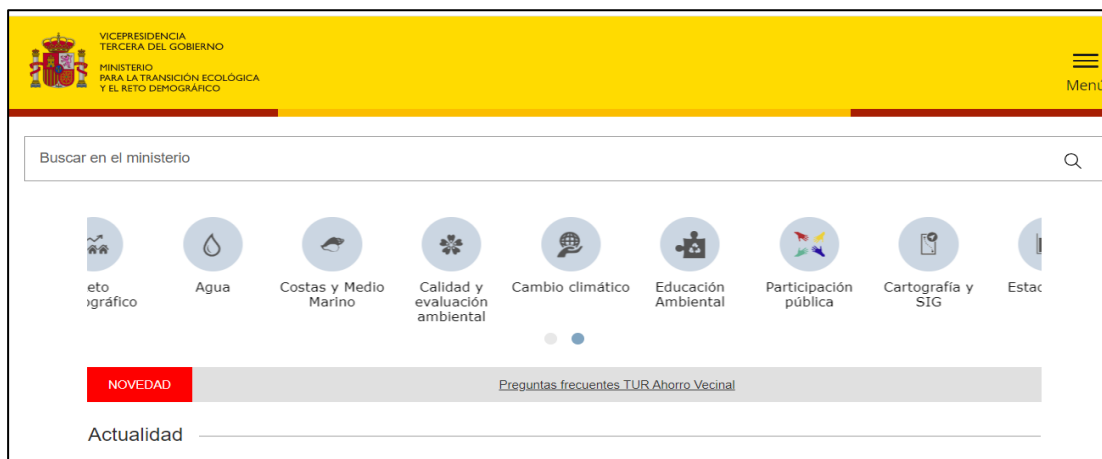 VICEPRESIDENCIA
TERCERA DEL GOBIERNO
MINISTERIO
PARA LA TRANSICIÓN ECOLÓGICA
Y EL RETO DEMOGRÁFICO
Menú
Buscar en el ministerio
eto
ográfico
Agua
Costas y Medio
Marino
Calidad y
evaluación
ambiental
Cambio climático
Educación
Ambiental
Participación
pública
Cartografía y
SIG
Estac
NOVEDAD
Preguntas frecuentes TUR Ahorro Vecinal
Actualidad